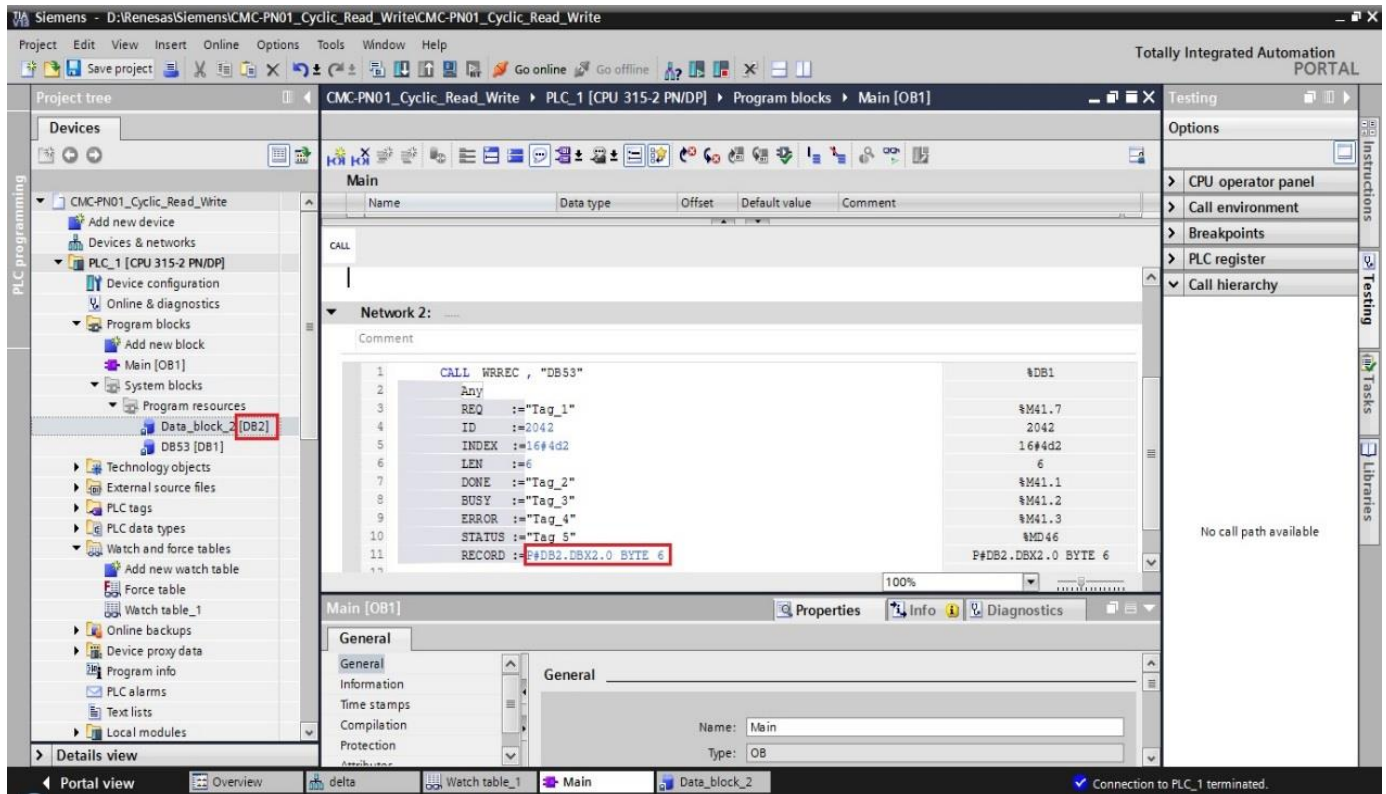 Siemens - D:\Renesas\Siemens\CMC-PN01_Cyclic_Read_Write\CMC-PN01_Cyclic_Read_Write
Project Edit View Insert Online Options Tools Window Help
Totally Integrated Automation
PORTAL
Save project Go online Go offline
Project tree
CMC-PN01_Cyclic_Read_Write PLC_1 [CPU 315-2 PN/DP] Program blocks Main [OB1]
Testing
Devices
Options
PLC programming
CMC-PN01_Cyclic_Read_Write
Add new device
Devices & networks
PLC_1 [CPU 315-2 PN/DP]
Device configuration
Online & diagnostics
Program blocks
Add new block
Main [OB1]
System blocks
Program resources
Data_block_2 [DB2]
DB53 [DB1]
Technology objects
External source files
PLC tags
PLC data types
Watch and force tables
Add new watch table
Force table
Watch table_1
Online backups
Device proxy data
Program info
PLC alarms
Text lists
Local modules
Details view
Main
Name Data type Offset Default value Comment
CALL
Network 2: .....
Comment
1 CALL WRREC , "DB53" %DB1
2 Any
3 REQ :="Tag_1" %M41.7
4 ID :=2042 2042
5 INDEX :=16#4d2 16#4d2
6 LEN :=6 6
7 DONE :="Tag_2" %M41.1
8 BUSY :="Tag_3" %M41.2
9 ERROR :="Tag_4" %M41.3
10 STATUS :="Tag_5" %MD46
11 RECORD :=P#DB2.DBX2.0 BYTE 6 P#DB2.DBX2.0 BYTE 6
12
100%
Main [OB1]
Properties Info Diagnostics
General
General
Information
Time stamps
Compilation
Protection
Attributes
General
Name: Main
Type: OB
CPU operator panel
Call environment
Breakpoints
PLC register
Call hierarchy
No call path available
Instructions
Testing
Tasks
Libraries
Portal view Overview delta Watch table_1 Main Data_block_2 Connection to PLC_1 terminated.